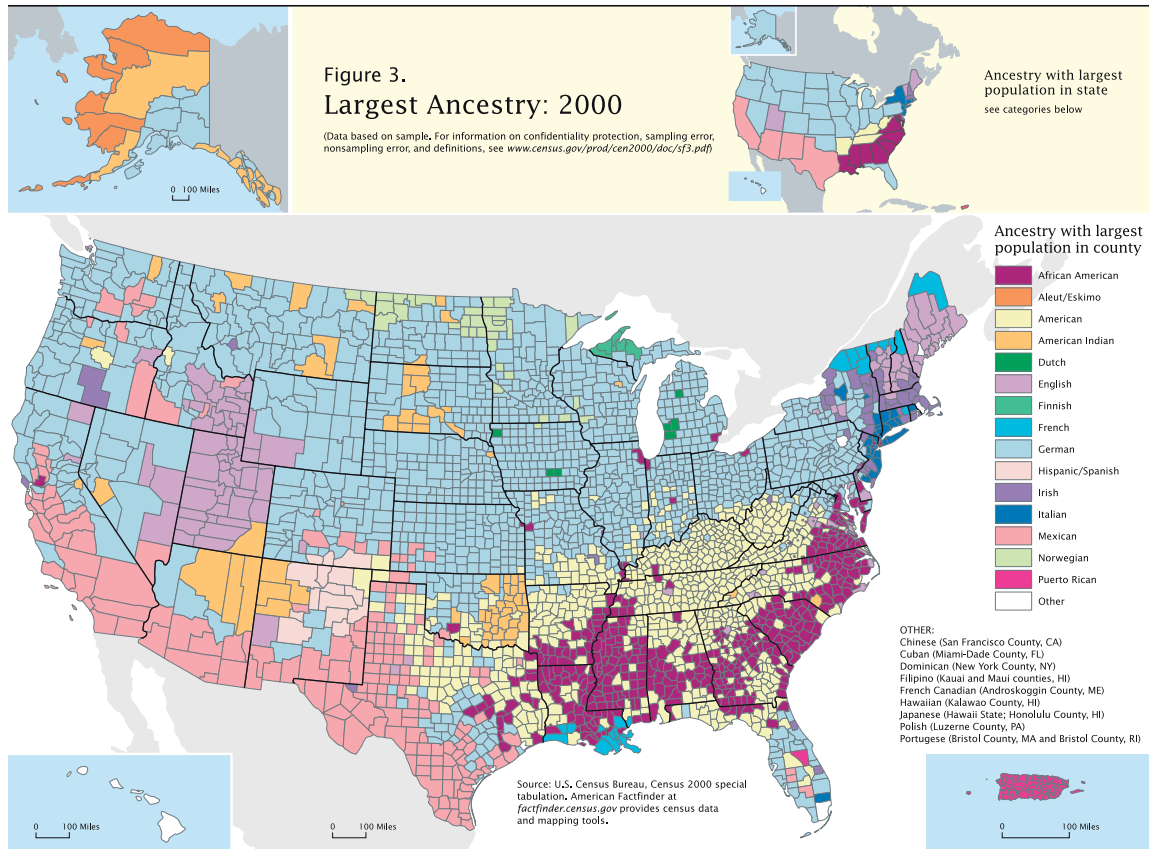 Figure 3.
Largest Ancestry: 2000
(Data based on sample. For information on confidentiality protection, sampling error,
nonsampling error, and definitions, see www.census.gov/prod/cen2000/doc/sf3.pdf)
Ancestry with largest
population in state
see categories below
0 100 Miles
Ancestry with largest
population in county
African American
Aleut/Eskimo
American
American Indian
Dutch
English
Finnish
French
German
Hispanic/Spanish
Irish
Italian
Mexican
Norwegian
Puerto Rican
Other
OTHER:
Chinese (San Francisco County, CA)
Cuban (Miami-Dade County, FL)
Dominican (New York County, NY)
Filipino (Kauai and Maui counties, HI)
French Canadian (Androskoggin County, ME)
Hawaiian (Kalawao County, HI)
Japanese (Hawaii State; Honolulu County, HI)
Polish (Luzerne County, PA)
Portugese (Bristol County, MA and Bristol County, RI)
Source: U.S. Census Bureau, Census 2000 special
tabulation. American Factfinder at
factfinder.census.gov provides census data
and mapping tools.
0 100 Miles
0 100 Miles
0 100 Miles